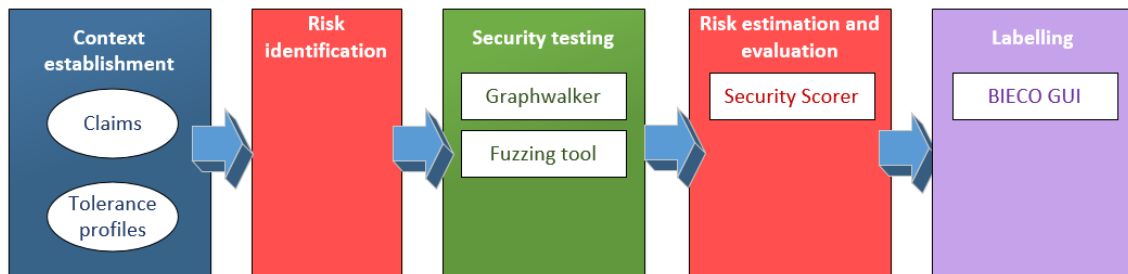 Context
establishment
Claims
Tolerance
profiles
Risk
identification
Security testing
Graphwalker
Fuzzing tool
Risk estimation and
evaluation
Security Scorer
Labelling
BIECO GUI